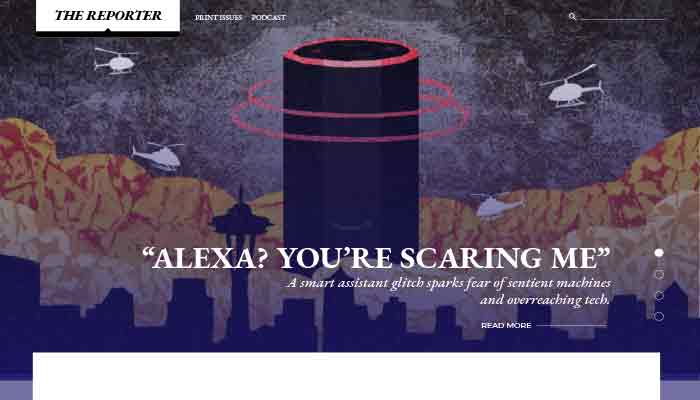 THE REPORTER
PRINT ISSUES PODCAST
“ALEXA? YOU’RE SCARING ME”
A smart assistant glitch sparks fear of sentient machines
and overreaching tech.
READ MORE